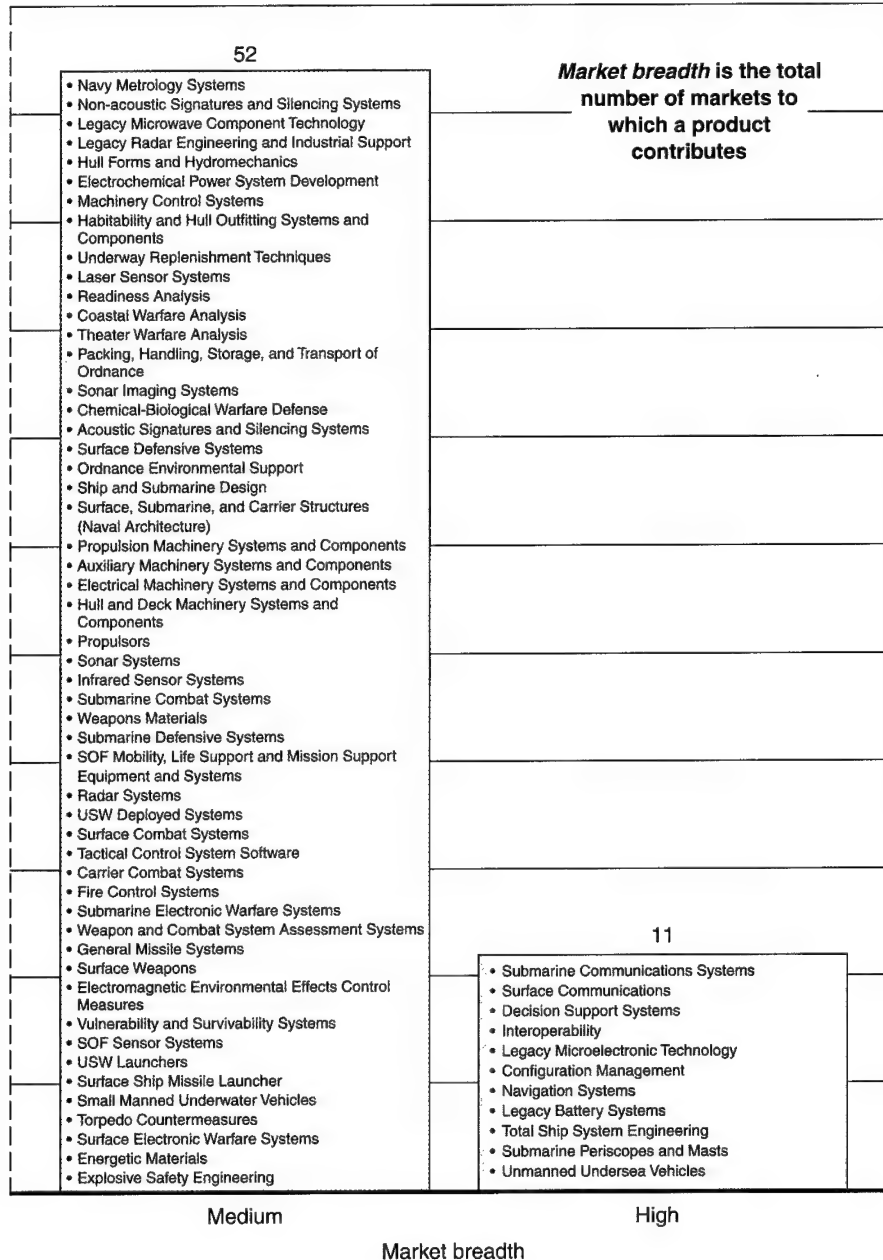 52
Market breadth is the total
number of markets to
which a product
contributes
• Navy Metrology Systems
• Non-acoustic Signatures and Silencing Systems
• Legacy Microwave Component Technology
• Legacy Radar Engineering and Industrial Support
• Hull Forms and Hydromechanics
• Electrochemical Power System Development
• Machinery Control Systems
• Habitability and Hull Outfitting Systems and
Components
• Underway Replenishment Techniques
• Laser Sensor Systems
• Readiness Analysis
• Coastal Warfare Analysis
• Theater Warfare Analysis
• Packing, Handling, Storage, and Transport of
Ordnance
• Sonar Imaging Systems
• Chemical-Biological Warfare Defense
• Acoustic Signatures and Silencing Systems
• Surface Defensive Systems
• Ordnance Environmental Support
• Ship and Submarine Design
• Surface, Submarine, and Carrier Structures
(Naval Architecture)
• Propulsion Machinery Systems and Components
• Auxiliary Machinery Systems and Components
• Electrical Machinery Systems and Components
• Hull and Deck Machinery Systems and
Components
• Propulsors
• Sonar Systems
• Infrared Sensor Systems
• Submarine Combat Systems
• Weapons Materials
• Submarine Defensive Systems
• SOF Mobility, Life Support and Mission Support
Equipment and Systems
• Radar Systems
• USW Deployed Systems
• Surface Combat Systems
• Tactical Control System Software
• Carrier Combat Systems
• Fire Control Systems
• Submarine Electronic Warfare Systems
• Weapon and Combat System Assessment Systems
• General Missile Systems
• Surface Weapons
• Electromagnetic Environmental Effects Control
Measures
• Vulnerability and Survivability Systems
• SOF Sensor Systems
• USW Launchers
• Surface Ship Missile Launcher
• Small Manned Underwater Vehicles
• Torpedo Countermeasures
• Surface Electronic Warfare Systems
• Energetic Materials
• Explosive Safety Engineering
11
• Submarine Communications Systems
• Surface Communications
• Decision Support Systems
• Interoperability
• Legacy Microelectronic Technology
• Configuration Management
• Navigation Systems
• Legacy Battery Systems
• Total Ship System Engineering
• Submarine Periscopes and Masts
• Unmanned Undersea Vehicles
Medium
High
Market breadth